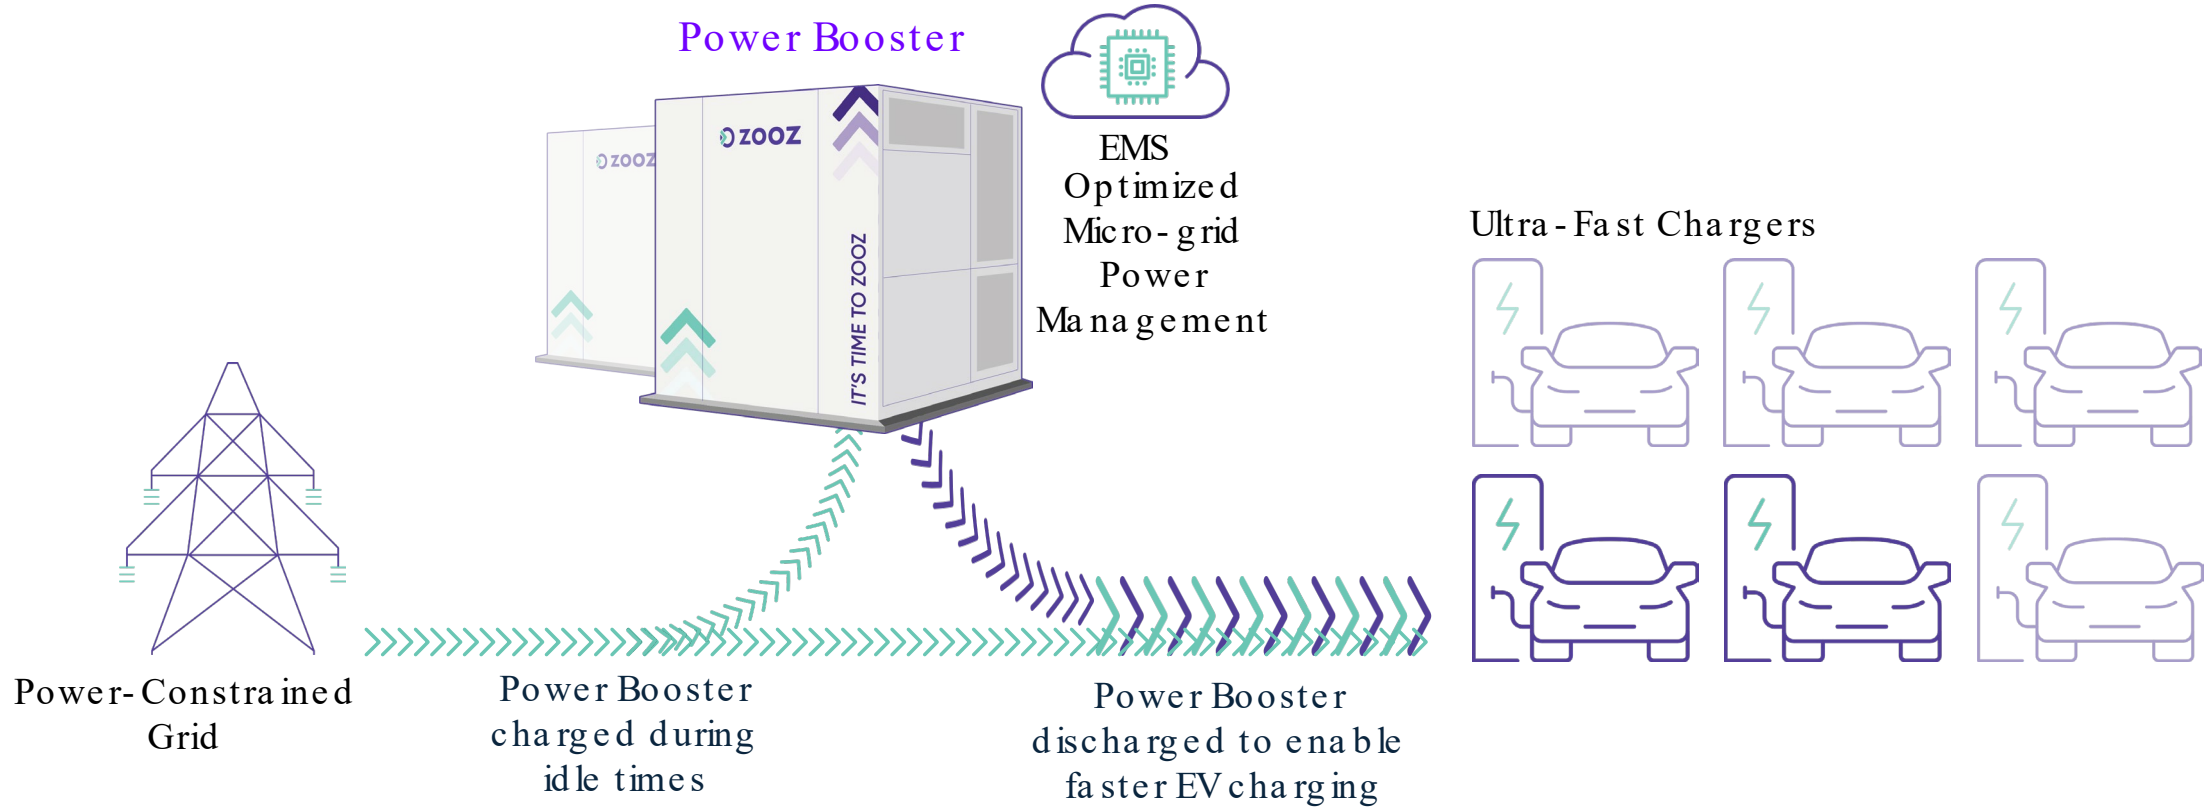 Power Booster
ZOOZ
ZOOZ
IT'S TIME TO ZOOZ
EMS
Optimized
Micro-grid
Power
Management
Ultra-Fast Chargers
Power-Constrained
Grid
Power Booster
charged during
idle times
Power Booster
discharged to enable
faster EV charging